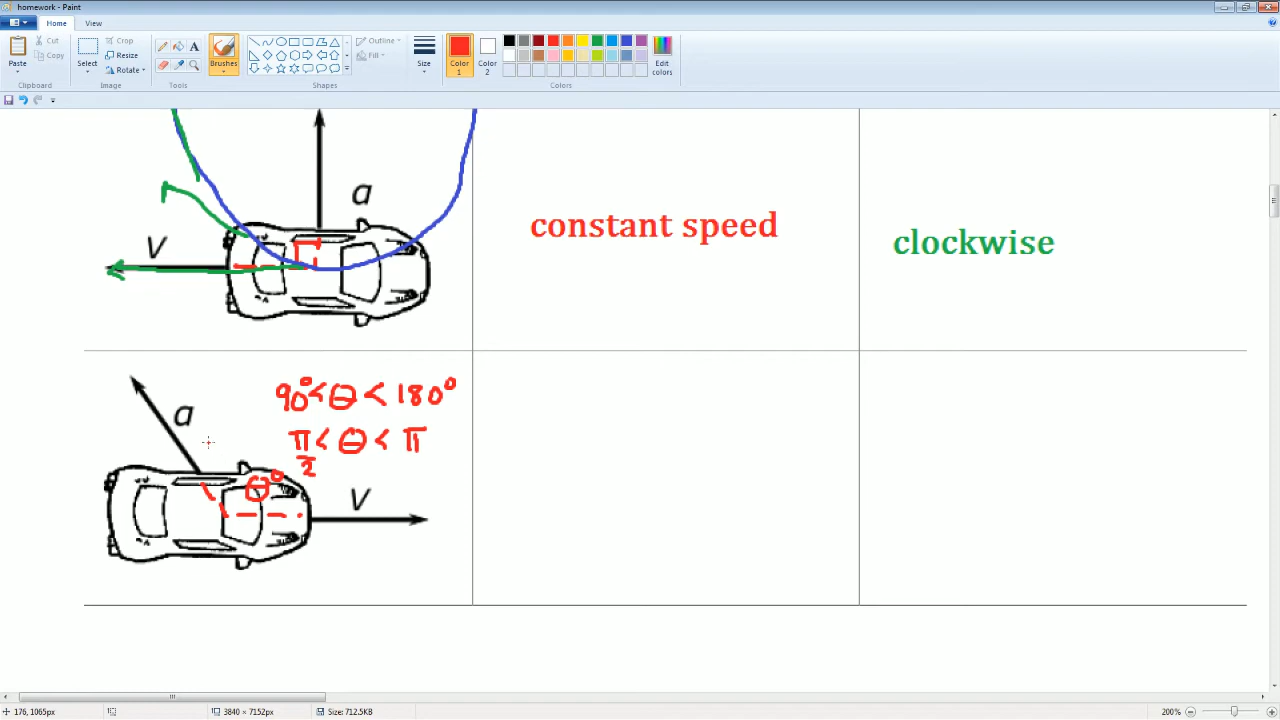 homework - Paint
Home
View
Paste
Cut
Copy
Clipboard
Select
Crop
Resize
Rotate
Image
A
Tools
Brushes
Shapes
Outline
Fill
Size
Color 1
Color 2
Edit colors
Colors
a
V
constant speed
clockwise
90° < θ < 180°
a
π/2 < θ < π
θ°
V
176, 1065px
3840 × 7152px
Size: 712.5KB
200%